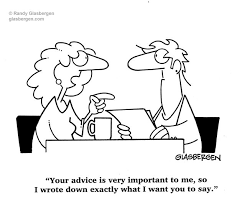 © Randy Glasbergen
glasbergen.com
GLASBERGEN
"Your advice is very important to me, so
I wrote down exactly what I want you to say."